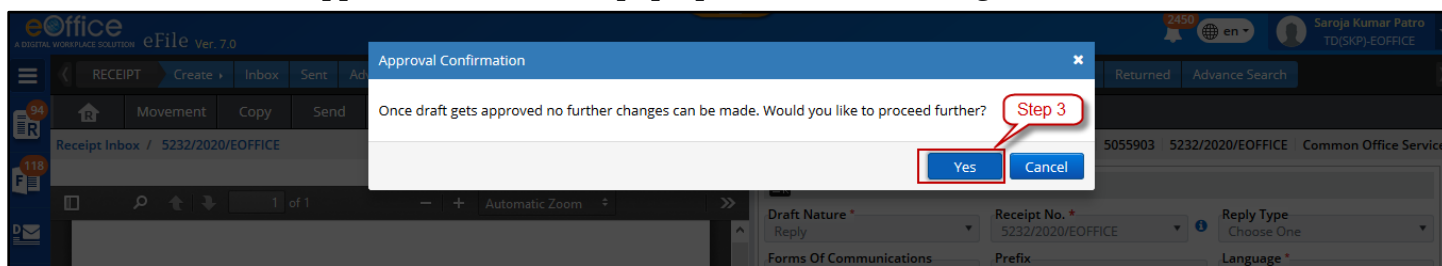 eOffice
A DIGITAL WORKPLACE SOLUTION eFile Ver. 7.0
2450
en
Saroja Kumar Patro
TD(SKP)-EOFFICE
RECEIPT Create Inbox Sent Returned Advance Search
Approval Confirmation
×
94
R
Movement Copy Send
Once draft gets approved no further changes can be made. Would you like to proceed further?
Step 3
Receipt Inbox / 5232/2020/EOFFICE
5055903 5232/2020/EOFFICE Common Office Service
Yes Cancel
118
F
1 of 1
Automatic Zoom
D
Draft Nature *
Reply
Receipt No. *
5232/2020/EOFFICE
Reply Type
Choose One
Forms Of Communications Prefix Language *